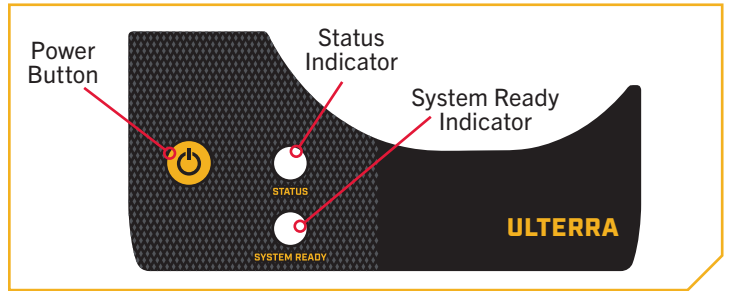 Power
Button
Status
Indicator
System Ready
Indicator
STATUS
SYSTEM READY
ULTERRA